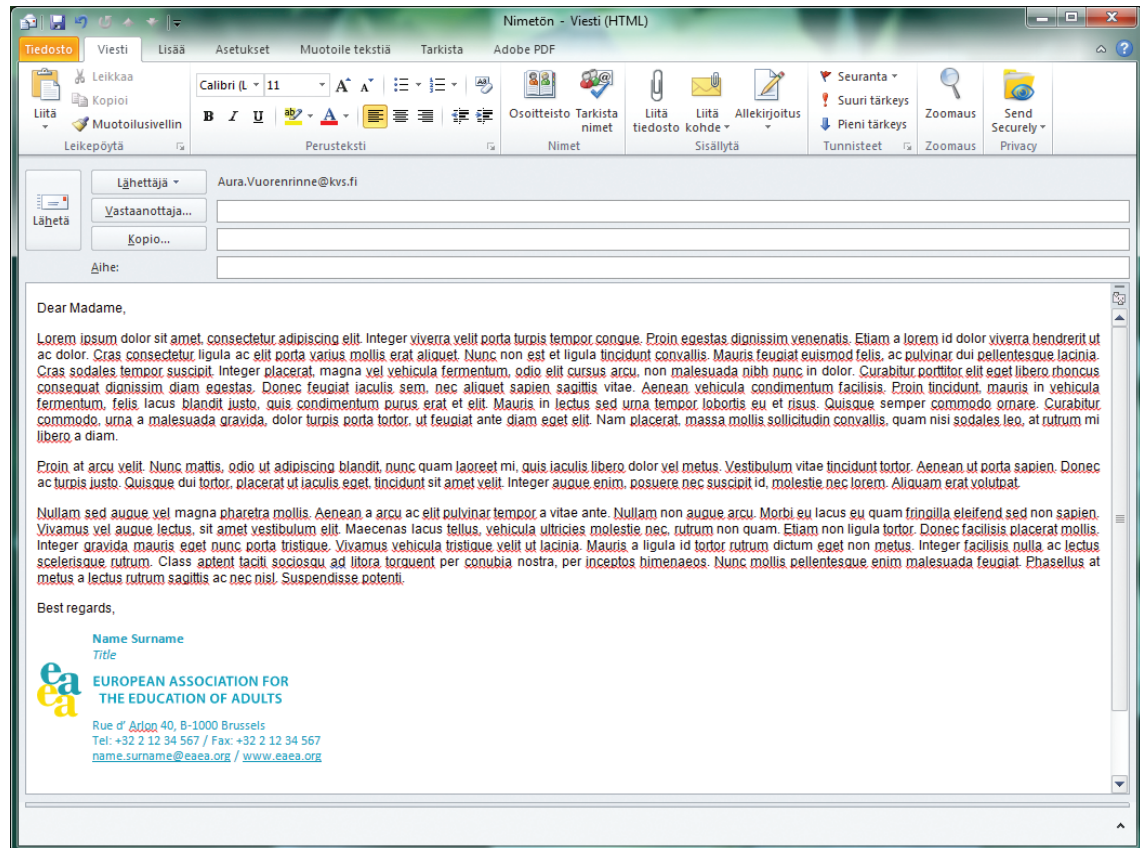 Nimetön - Viesti (HTML)
Tiedosto Viesti Lisää Asetukset Muotoile tekstiä Tarkista Adobe PDF
Liitä
Leikkaa
Kopioi
Muotoilusivellin
Leikepöytä
Calibri (L 11
B I U
Perusteksti
Osoitteisto
Tarkista
nimet
Nimet
Liitä
tiedosto
Liitä
kohde
Allekirjoitus
Sisällytä
Seuranta
Suuri tärkeys
Pieni tärkeys
Tunnisteet
Zoomaus
Zoomaus
Send
Securely
Privacy
Lähetä
Lähettäjä Aura.Vuorenrinne@kvs.fi
Vastaanottaja...
Kopio...
Aihe:
Dear Madame,
Lorem ipsum dolor sit amet, consectetur adipiscing elit. Integer viverra velit porta turpis tempor congue. Proin egestas dignissim venenatis. Etiam a lorem id dolor viverra hendrerit ut
ac dolor. Cras consectetur ligula ac elit porta varius mollis erat aliquet. Nunc non est et ligula tincidunt convallis. Mauris feugiat euismod felis, ac pulvinar dui pellentesque lacinia.
Cras sodales tempor suscipit. Integer placerat, magna vel vehicula fermentum, odio elit cursus arcu, non malesuada nibh nunc in dolor. Curabitur porttitor elit eget libero rhoncus
consequat dignissim diam egestas. Donec feugiat iaculis sem, nec aliquet sapien sagittis vitae. Aenean vehicula condimentum facilisis. Proin tincidunt, mauris in vehicula
fermentum, felis lacus blandit justo, quis condimentum purus erat et elit. Mauris in lectus sed urna tempor lobortis eu et risus. Quisque semper commodo ornare. Curabitur
commodo, urna a malesuada gravida, dolor turpis porta tortor, ut feugiat ante diam eget elit. Nam placerat, massa mollis sollicitudin convallis, quam nisi sodales leo, at rutrum mi
libero a diam.
Proin at arcu velit. Nunc mattis, odio ut adipiscing blandit, nunc quam laoreet mi, quis iaculis libero dolor vel metus. Vestibulum vitae tincidunt tortor. Aenean ut porta sapien. Donec
ac turpis justo. Quisque dui tortor, placerat ut iaculis eget, tincidunt sit amet velit. Integer augue enim, posuere nec suscipit id, molestie nec lorem. Aliquam erat volutpat.
Nullam sed augue vel magna pharetra mollis. Aenean a arcu ac elit pulvinar tempor a vitae ante. Nullam non augue arcu. Morbi eu lacus eu quam fringilla eleifend sed non sapien.
Vivamus vel augue lectus, sit amet vestibulum elit. Maecenas lacus tellus, vehicula ultricies molestie nec, rutrum non quam. Etiam non ligula tortor. Donec facilisis placerat mollis.
Integer gravida mauris eget nunc porta tristique. Vivamus vehicula tristique velit ut lacinia. Mauris a ligula id tortor rutrum dictum eget non metus. Integer facilisis nulla ac lectus
scelerisque rutrum. Class aptent taciti sociosqu ad litora torquent per conubia nostra, per inceptos himenaeos. Nunc mollis pellentesque enim malesuada feugiat. Phasellus at
metus a lectus rutrum sagittis ac nec nisl. Suspendisse potenti.
Best regards,
Name Surname
Title
ea
ea
EUROPEAN ASSOCIATION FOR
THE EDUCATION OF ADULTS
Rue d' Arlon 40, B-1000 Brussels
Tel: +32 2 12 34 567 / Fax: +32 2 12 34 567
name.surname@eaea.org / www.eaea.org